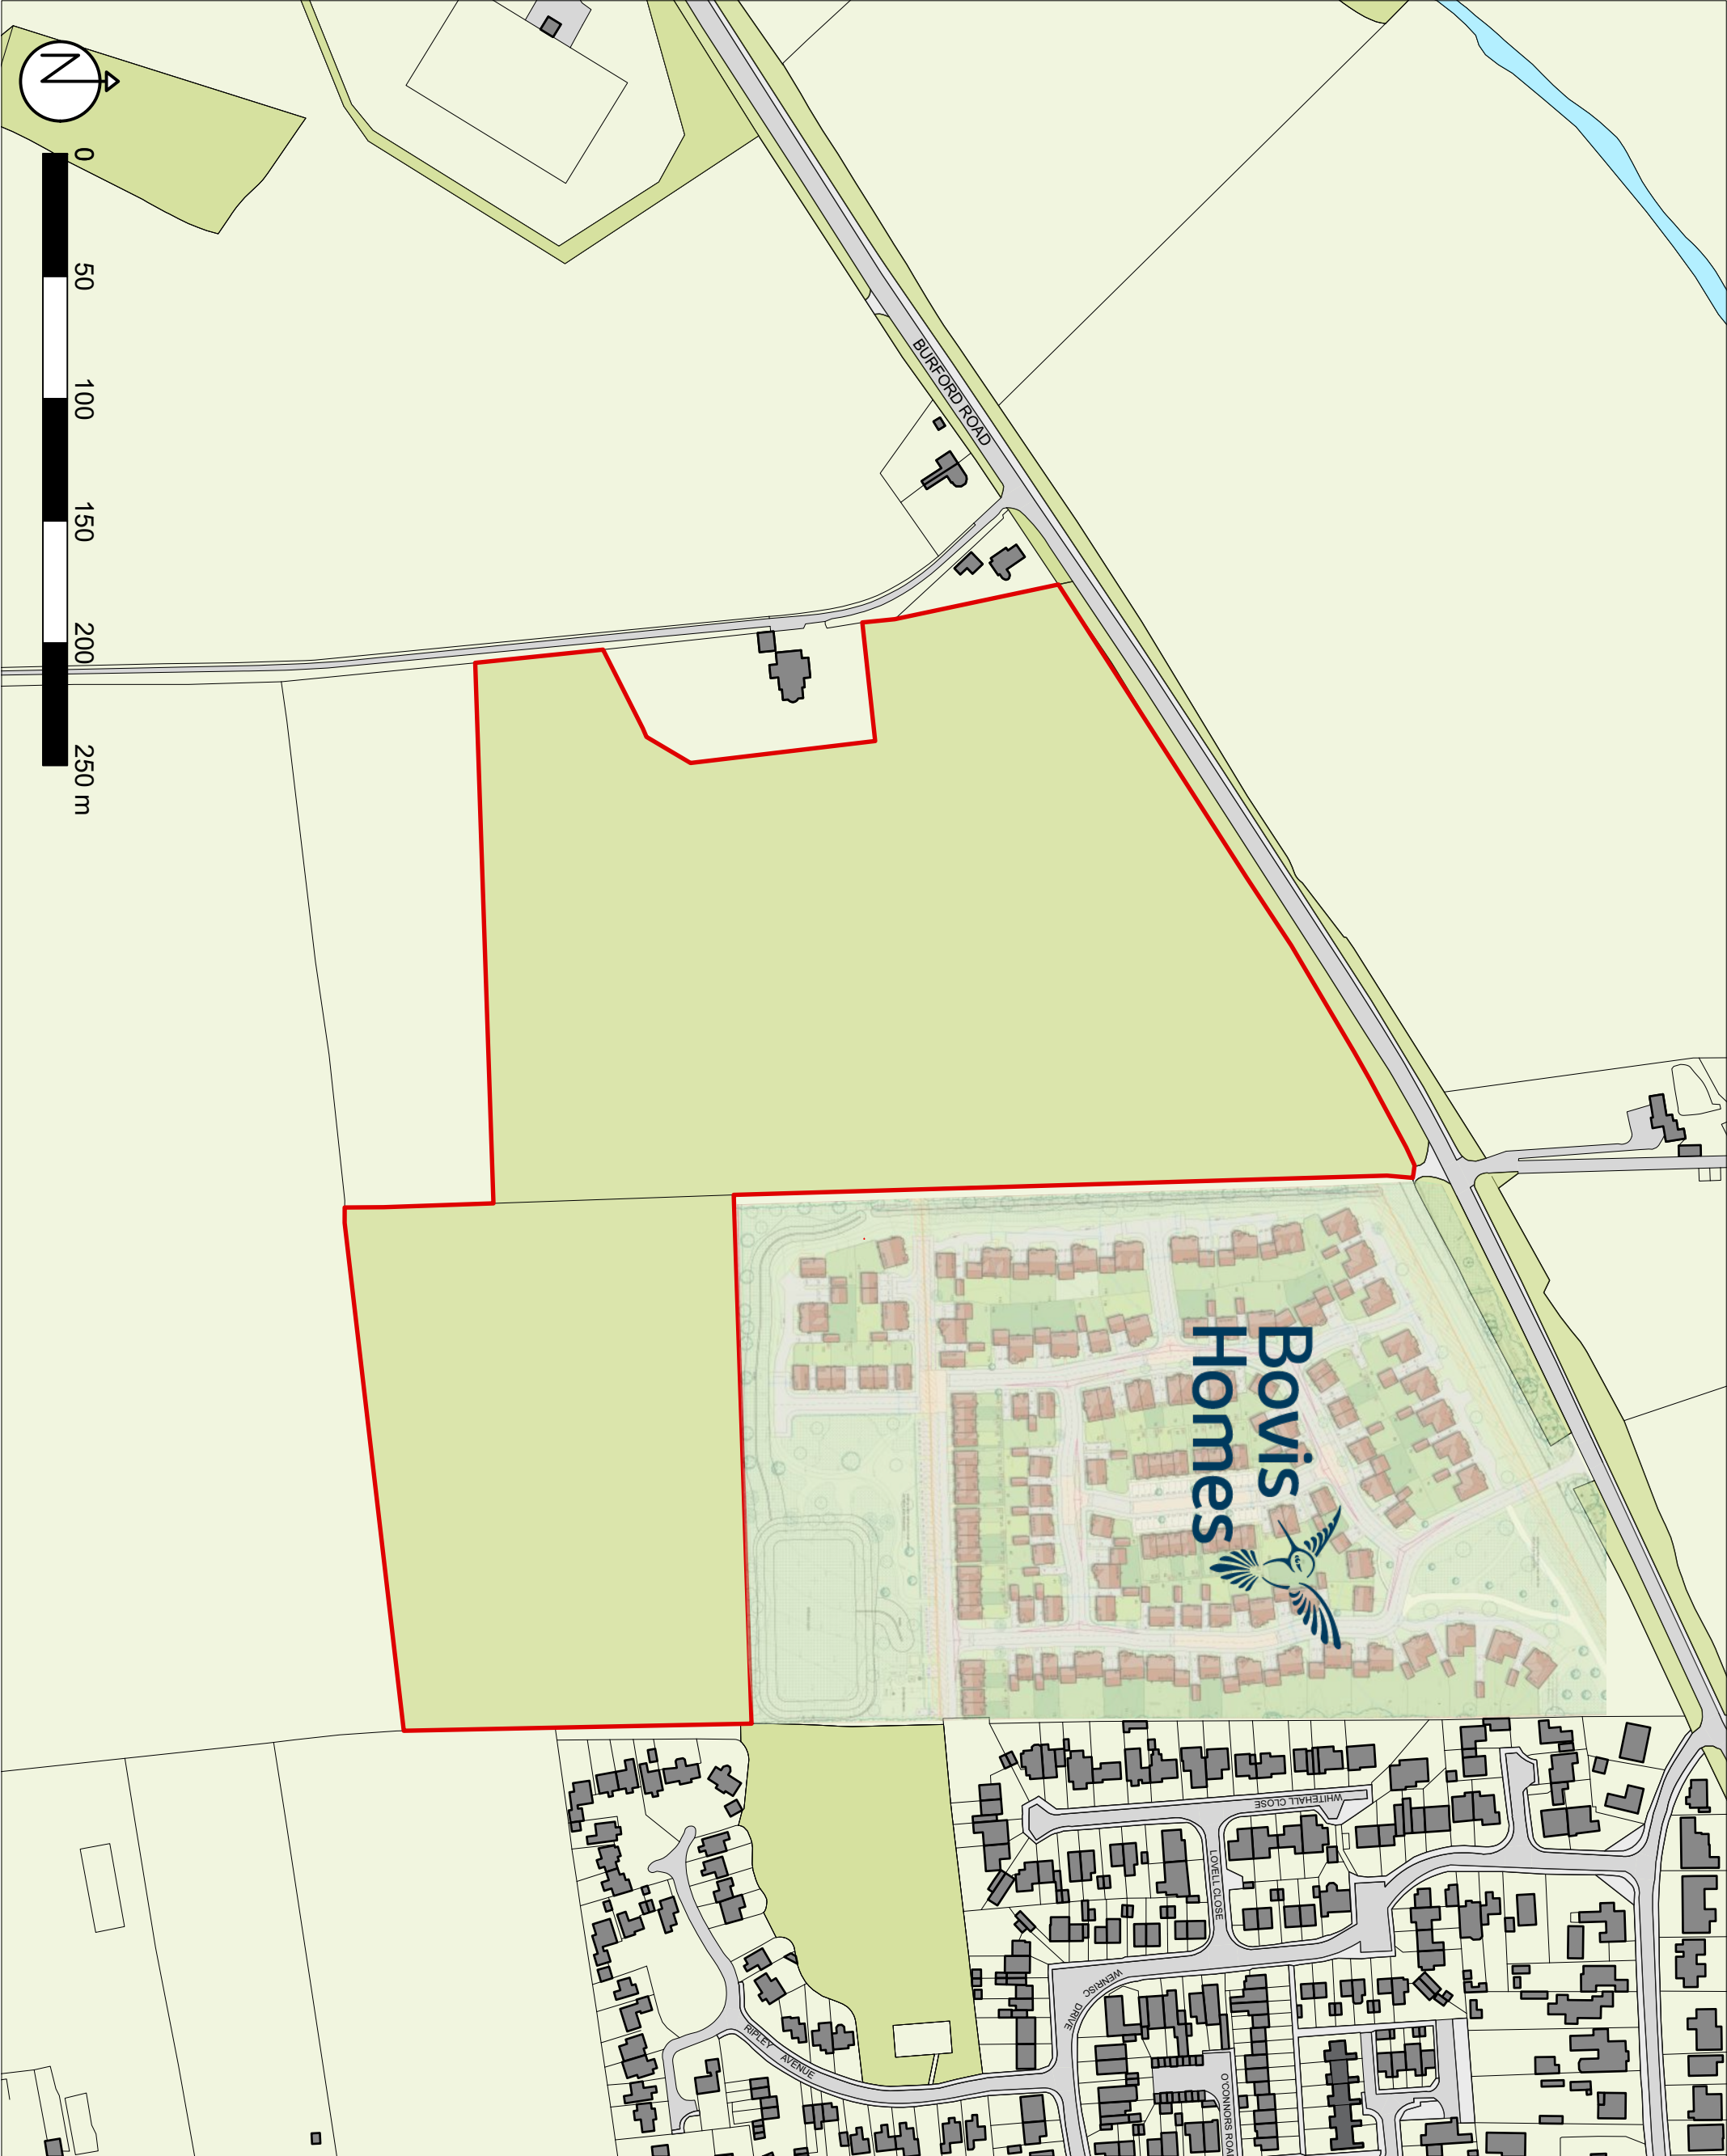 N
0
50
100
150
200
250 m
BURFORD ROAD
Bovis
Homes
WHITEHALL CLOSE
LOVELL CLOSE
WENRISC DRIVE
RIPLEY AVENUE
O'CONNORS ROAD